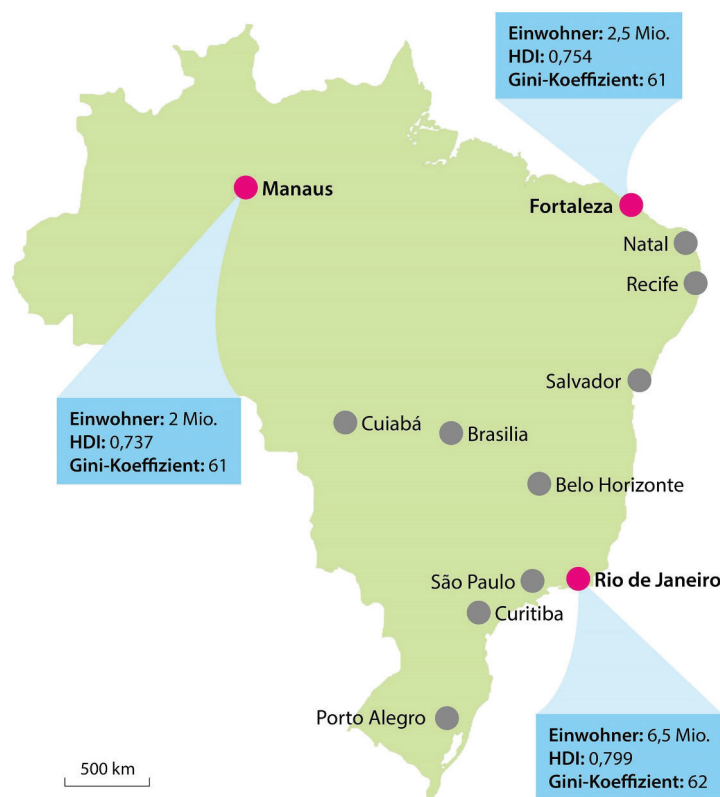 Einwohner: 2,5 Mio.
HDI: 0,754
Gini-Koeffizient: 61
Manaus
Fortaleza
Natal
Recife
Salvador
Einwohner: 2 Mio.
HDI: 0,737
Gini-Koeffizient: 61
Cuiabá
Brasilia
Belo Horizonte
São Paulo
Rio de Janeiro
Curitiba
Porto Alegro
Einwohner: 6,5 Mio.
HDI: 0,799
Gini-Koeffizient: 62
500 km